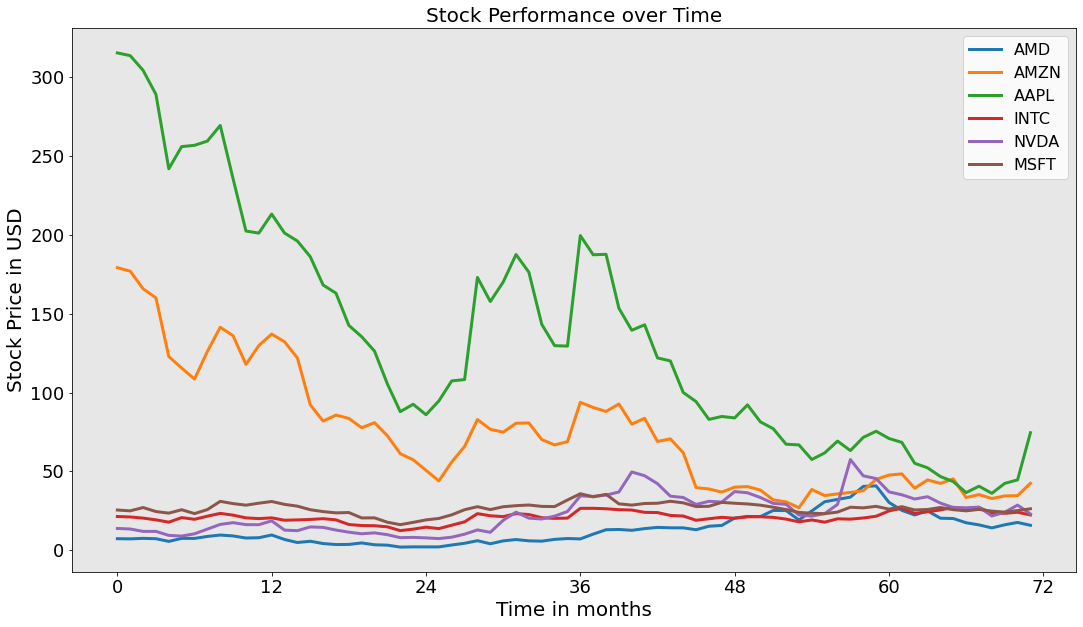 Stock Performance over Time
Stock Price in USD
300
250
200
150
100
50
0
AMD
AMZN
AAPL
INTC
NVDA
MSFT
0 12 24 36 48 60 72
Time in months